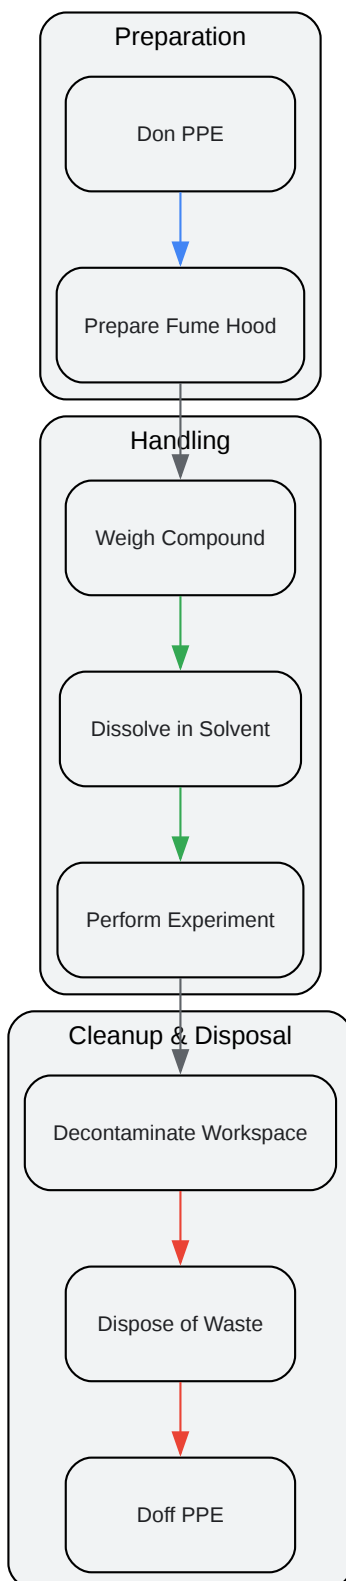 Preparation
Don PPE
Prepare Fume Hood
Handling
Weigh Compound
Dissolve in Solvent
Perform Experiment
Cleanup & Disposal
Decontaminate Workspace
Dispose of Waste
Doff PPE